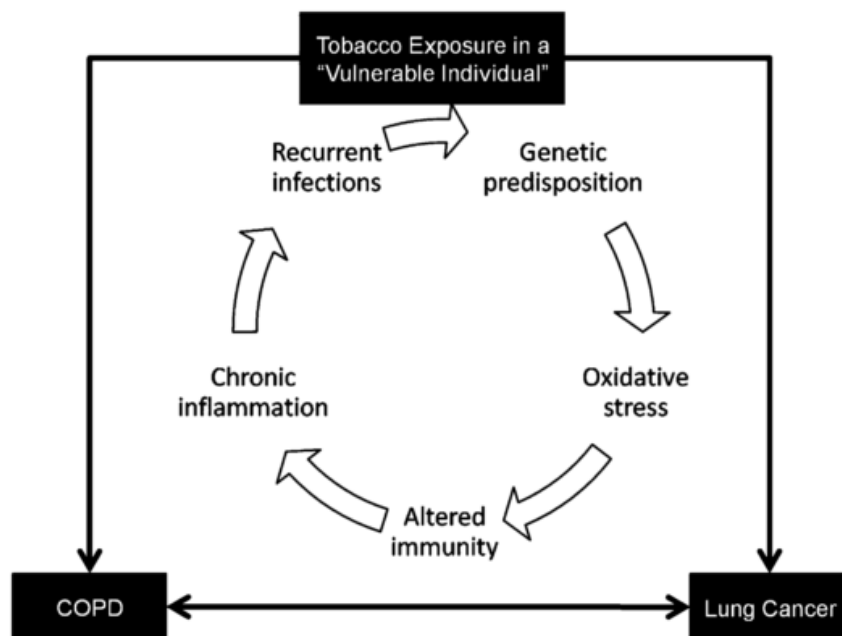 Tobacco Exposure in a
“Vulnerable Individual”
Recurrent
infections
Genetic
predisposition
Chronic
inflammation
Oxidative
stress
Altered
immunity
COPD
Lung Cancer